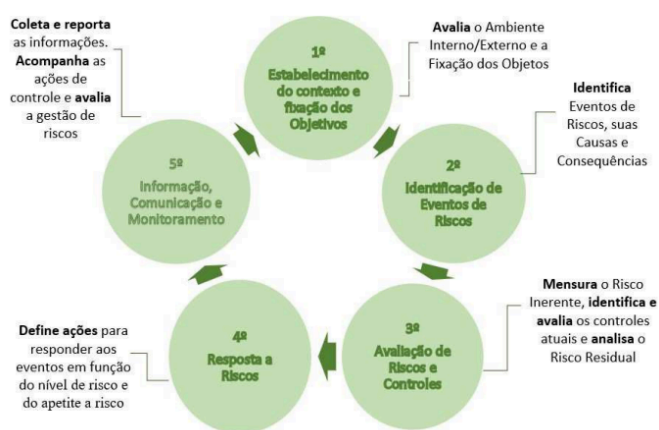 1º
Estabelecimento
do contexto e
fixação dos
Objetivos
Avalia o Ambiente
Interno/Externo e a
Fixação dos Objetos
2º
Identificação de
Eventos de
Riscos
Identifica
Eventos de
Riscos, suas
Causas e
Consequências
3º
Avaliação de
Riscos e
Controles
Mensura o Risco
Inerente, identifica e
avalia os controles
atuais e analisa o
Risco Residual
4º
Resposta a
Riscos
Define ações para
responder aos
eventos em função
do nível de risco e
do apetite a risco
5º
Informação,
Comunicação e
Monitoramento
Coleta e reporta
as informações.
Acompanha as
ações de
controle e avalia
a gestão de
riscos